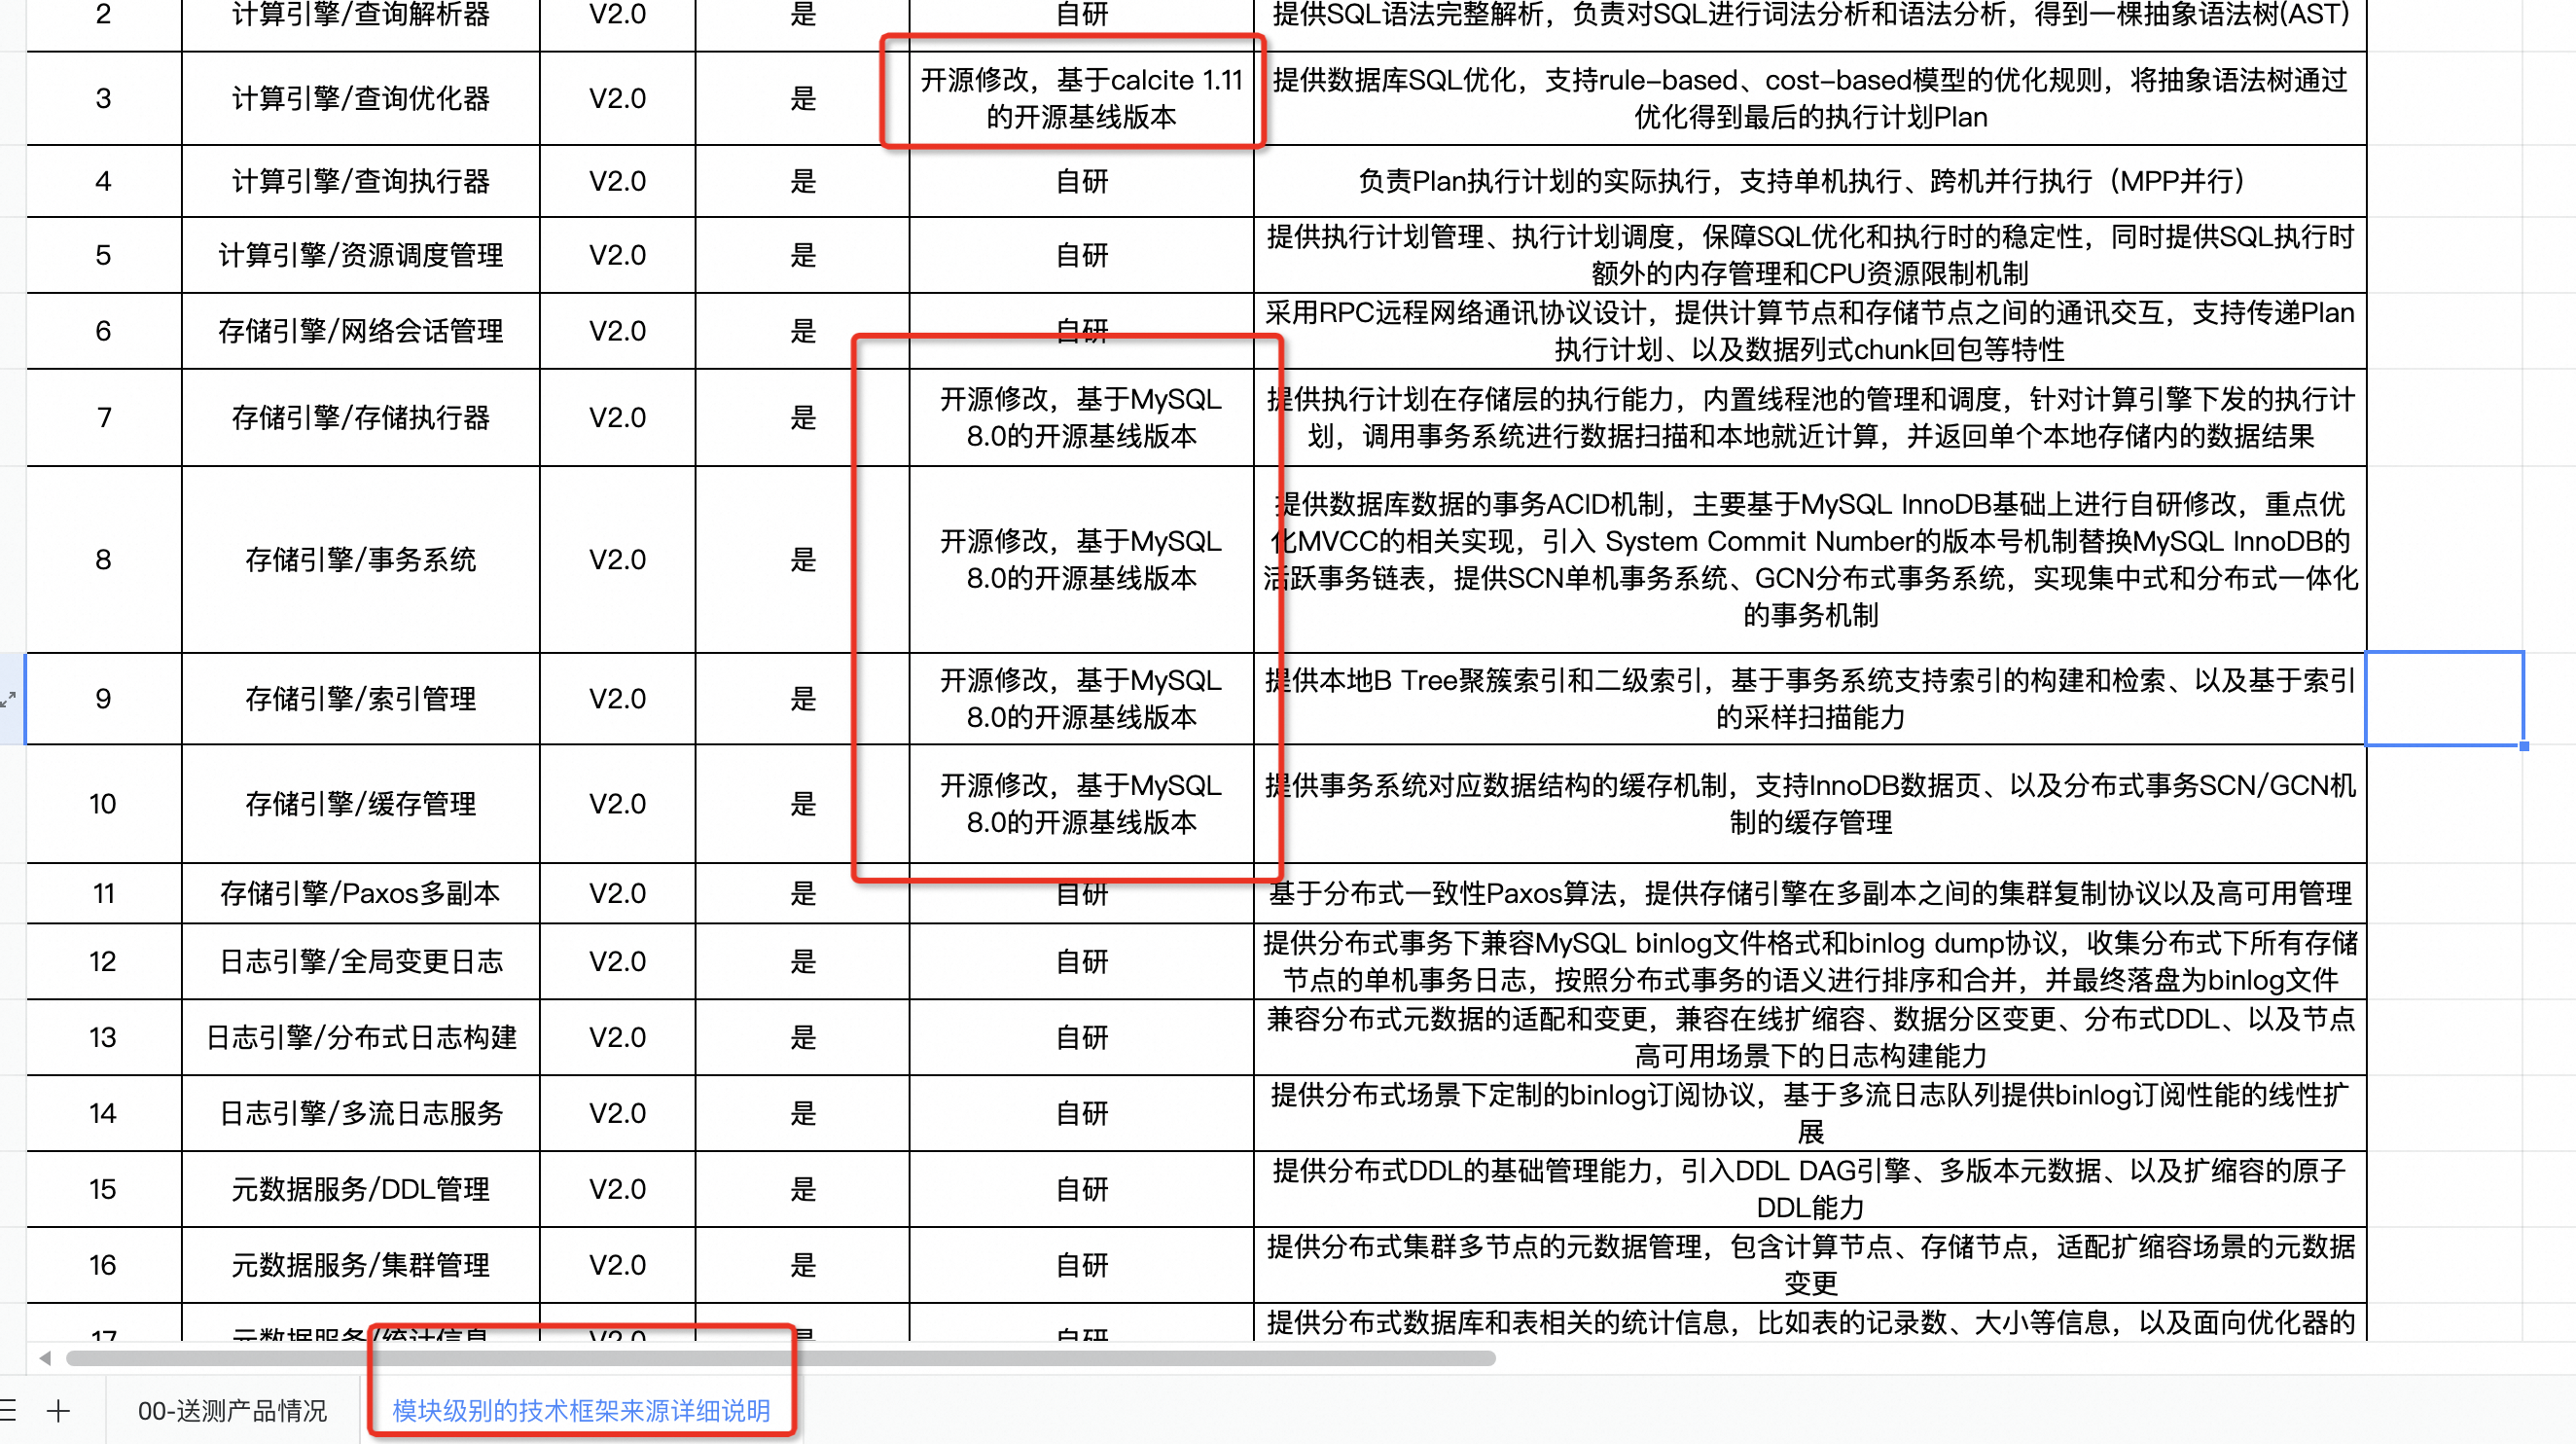 2 计算引擎/查询解析器 V2.0 是 自研 提供SQL语法完整解析，负责对SQL进行词法分析和语法分析，得到一棵抽象语法树(AST)
3 计算引擎/查询优化器 V2.0 是 开源修改，基于calcite 1.11
的开源基线版本 提供数据库SQL优化，支持rule-based、cost-based模型的优化规则，将抽象语法树通过
优化得到最后的执行计划Plan
4 计算引擎/查询执行器 V2.0 是 自研 负责Plan执行计划的实际执行，支持单机执行、跨机并行执行（MPP并行）
5 计算引擎/资源调度管理 V2.0 是 自研 提供执行计划管理、执行计划调度，保障SQL优化和执行时的稳定性，同时提供SQL执行时
额外的内存管理和CPU资源限制机制
6 存储引擎/网络会话管理 V2.0 是 自研 采用RPC远程网络通讯协议设计，提供计算节点和存储节点之间的通讯交互，支持传递Plan
执行计划、以及数据列式chunk回包等特性
7 存储引擎/存储执行器 V2.0 是 开源修改，基于MySQL
8.0的开源基线版本 提供执行计划在存储层的执行能力，内置线程池的管理和调度，针对计算引擎下发的执行计
划，调用事务系统进行数据扫描和本地就近计算，并返回单个本地存储内的数据结果
8 存储引擎/事务系统 V2.0 是 开源修改，基于MySQL
8.0的开源基线版本 提供数据库数据的事务ACID机制，主要基于MySQL InnoDB基础上进行自研修改，重点优
化MVCC的相关实现，引入 System Commit Number的版本号机制替换MySQL InnoDB的
活跃事务链表，提供SCN单机事务系统、GCN分布式事务系统，实现集中式和分布式一体化
的事务机制
9 存储引擎/索引管理 V2.0 是 开源修改，基于MySQL
8.0的开源基线版本 提供本地B Tree聚簇索引和二级索引，基于事务系统支持索引的构建和检索、以及基于索引
的采样扫描能力
10 存储引擎/缓存管理 V2.0 是 开源修改，基于MySQL
8.0的开源基线版本 提供事务系统对应数据结构的缓存机制，支持InnoDB数据页、以及分布式事务SCN/GCN机
制的缓存管理
11 存储引擎/Paxos多副本 V2.0 是 自研 基于分布式一致性Paxos算法，提供存储引擎在多副本之间的集群复制协议以及高可用管理
12 日志引擎/全局变更日志 V2.0 是 自研 提供分布式事务下兼容MySQL binlog文件格式和binlog dump协议，收集分布式下所有存储
节点的单机事务日志，按照分布式事务的语义进行排序和合并，并最终落盘为binlog文件
13 日志引擎/分布式日志构建 V2.0 是 自研 兼容分布式元数据的适配和变更，兼容在线扩缩容、数据分区变更、分布式DDL、以及节点
高可用场景下的日志构建能力
14 日志引擎/多流日志服务 V2.0 是 自研 提供分布式场景下定制的binlog订阅协议，基于多流日志队列提供binlog订阅性能的线性扩
展
15 元数据服务/DDL管理 V2.0 是 自研 提供分布式DDL的基础管理能力，引入DDL DAG引擎、多版本元数据、以及扩缩容的原子
DDL能力
16 元数据服务/集群管理 V2.0 是 自研 提供分布式集群多节点的元数据管理，包含计算节点、存储节点，适配扩缩容场景的元数据
变更
17 元数据服务/统计信息 V2.0 是 自研 提供分布式数据库和表相关的统计信息，比如表的记录数、大小等信息，以及面向优化器的
00-送测产品情况 模块级别的技术框架来源详细说明